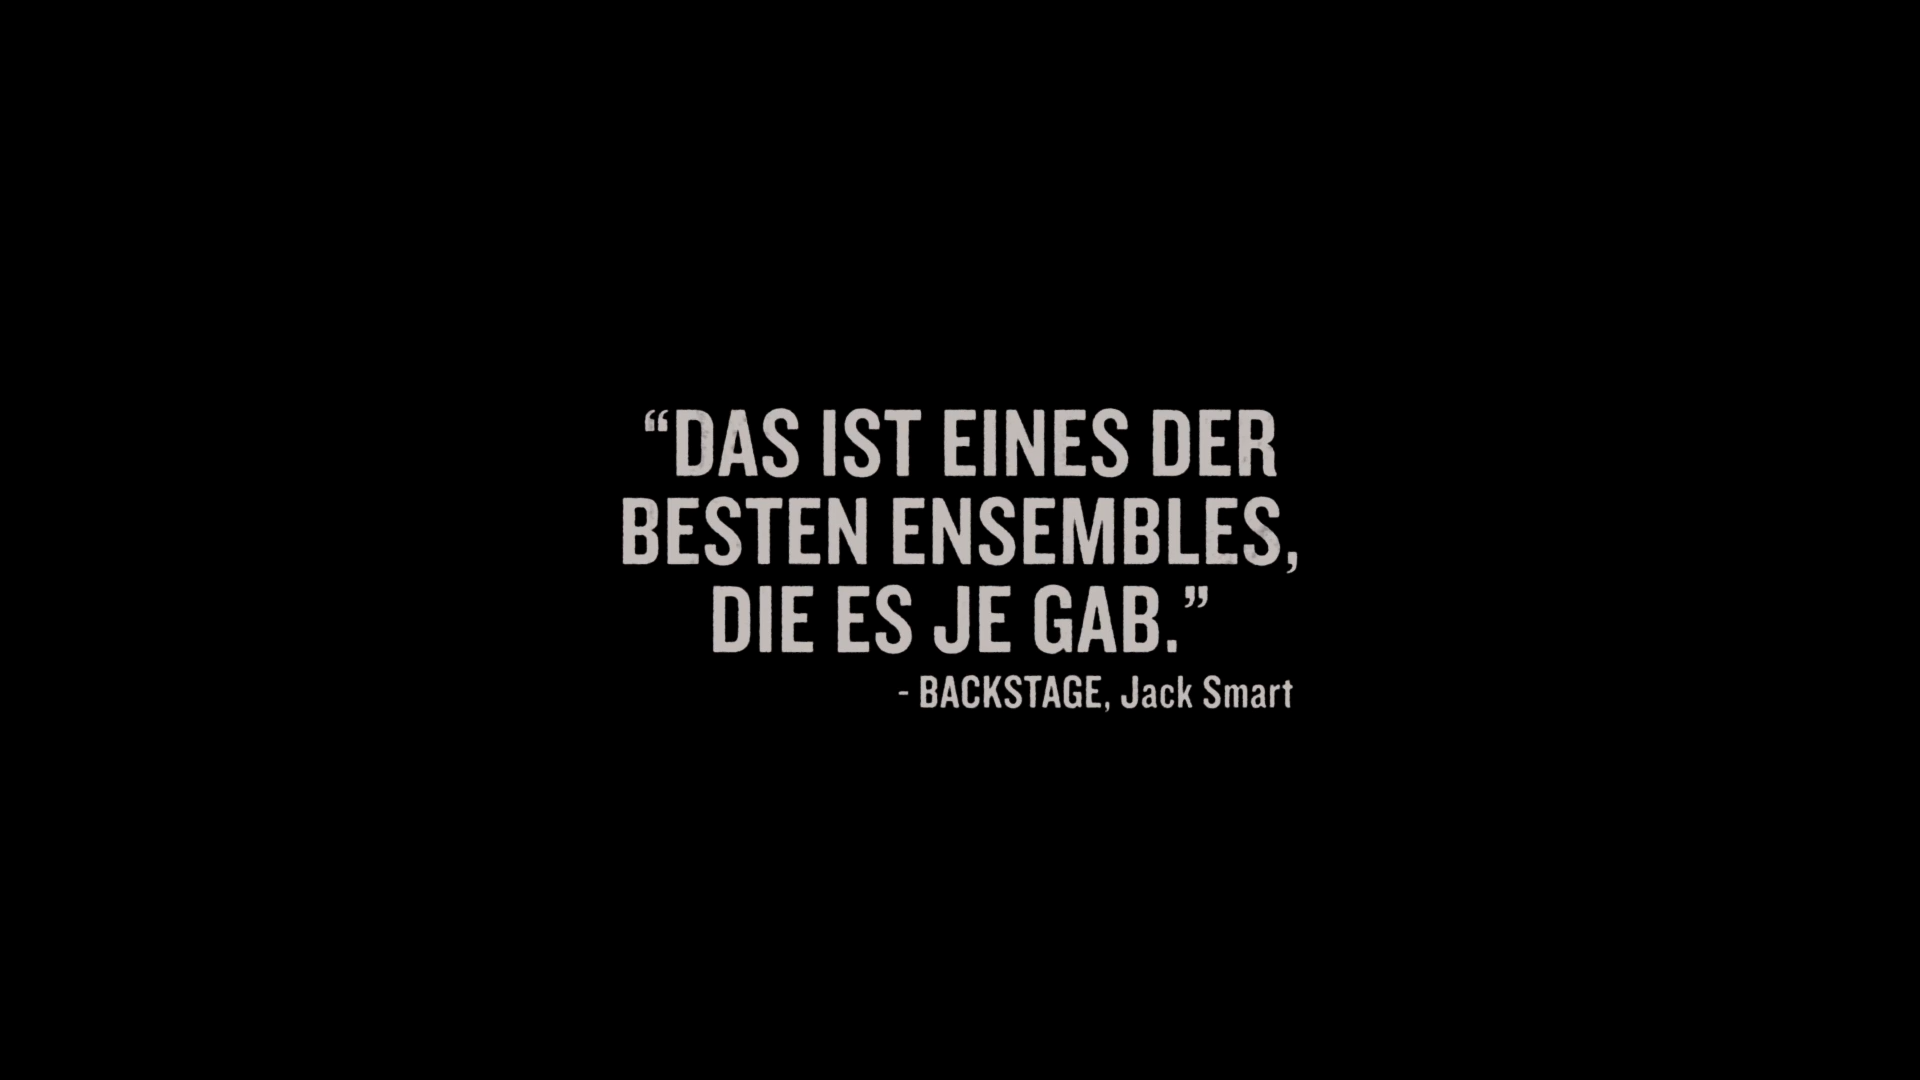 “DAS IST EINES DER
BESTEN ENSEMBLES,
DIE ES JE GAB.”
- BACKSTAGE, Jack Smart